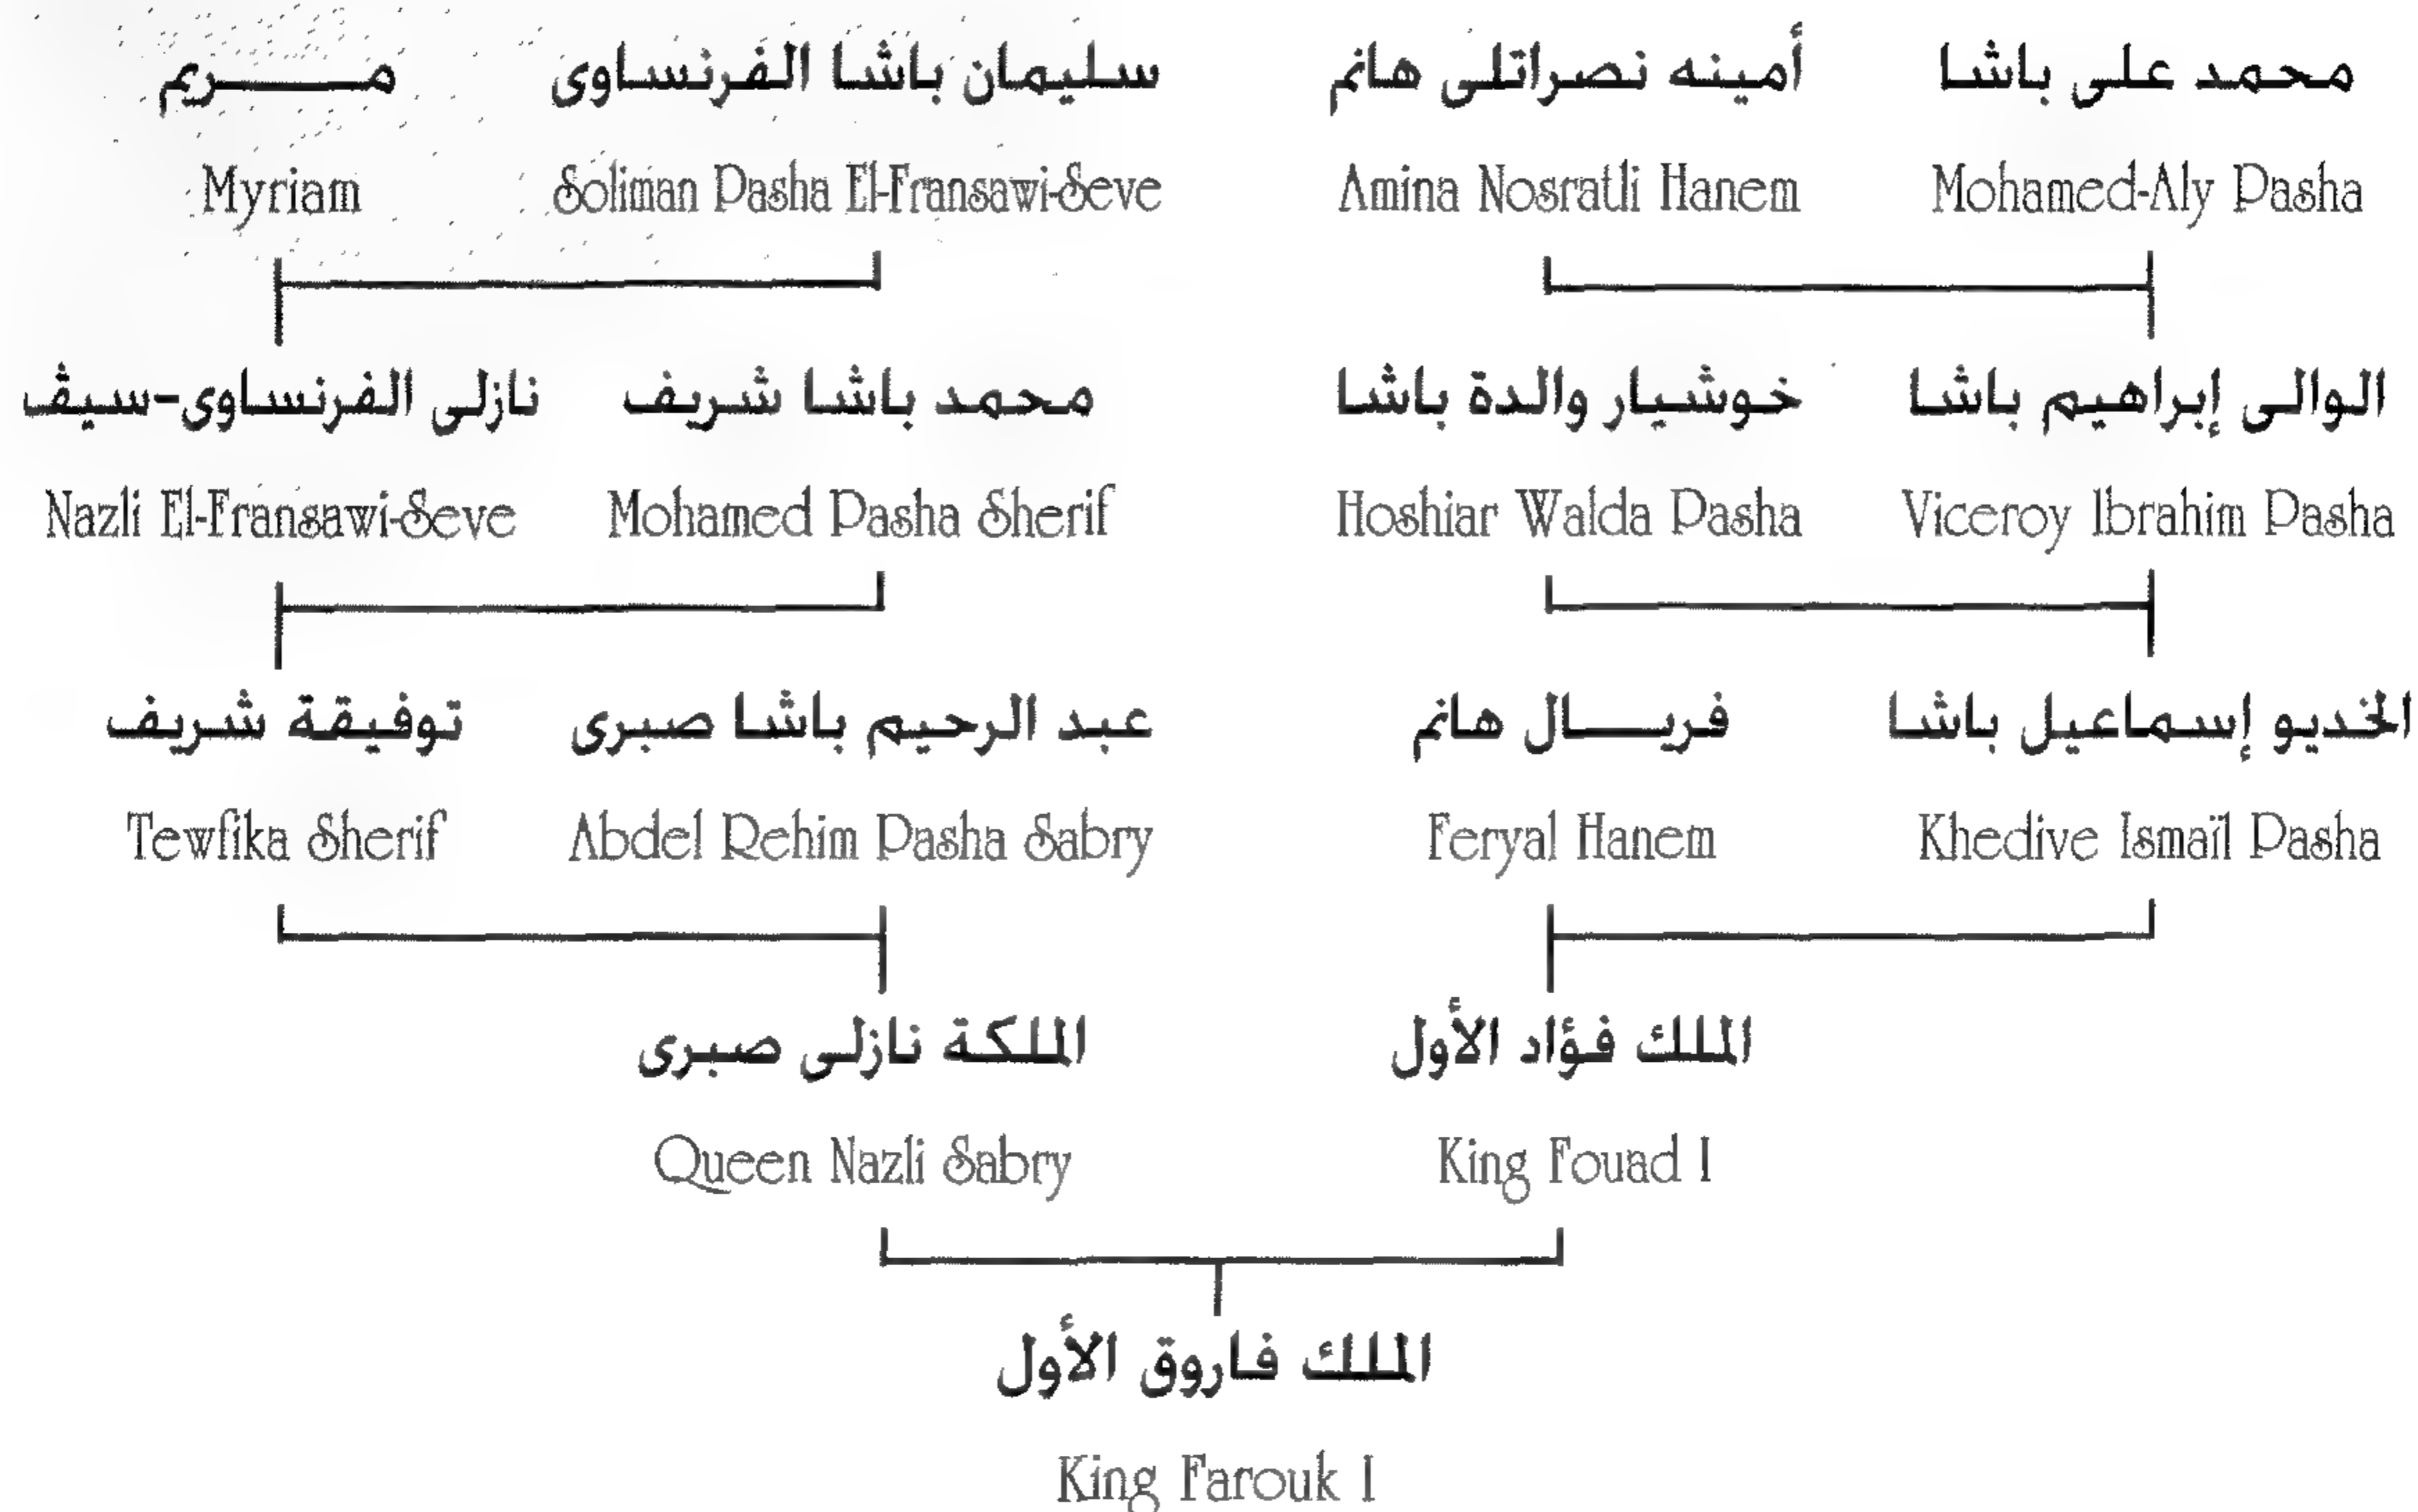 محمد على باشا
أمينه نصراتلى هانم
سليمان باشا الفرنساوى
مـــريم
Myriam
Soliman Pasha El-Fransawi-Seve
Amina Nosratli Hanem
Mohamed-Aly Pasha
الوالى إبراهيم باشا
خوشيار والدة باشا
محمد باشا شريف
نازلى الفرنساوى-سيڤ
Nazli El-Fransawi-Seve
Mohamed Pasha Sherif
Hoshiar Walda Pasha
Viceroy Ibrahim Pasha
الخديو إسماعيل باشا
فريـــال هانم
عبد الرحيم باشا صبرى
توفيقة شريف
Tewfika Sherif
Abdel Rehim Pasha Sabry
Feryal Hanem
Khedive Ismaïl Pasha
الملك فؤاد الأول
الملكة نازلى صبرى
Queen Nazli Sabry
King Fouad I
الملك فاروق الأول
King Farouk I